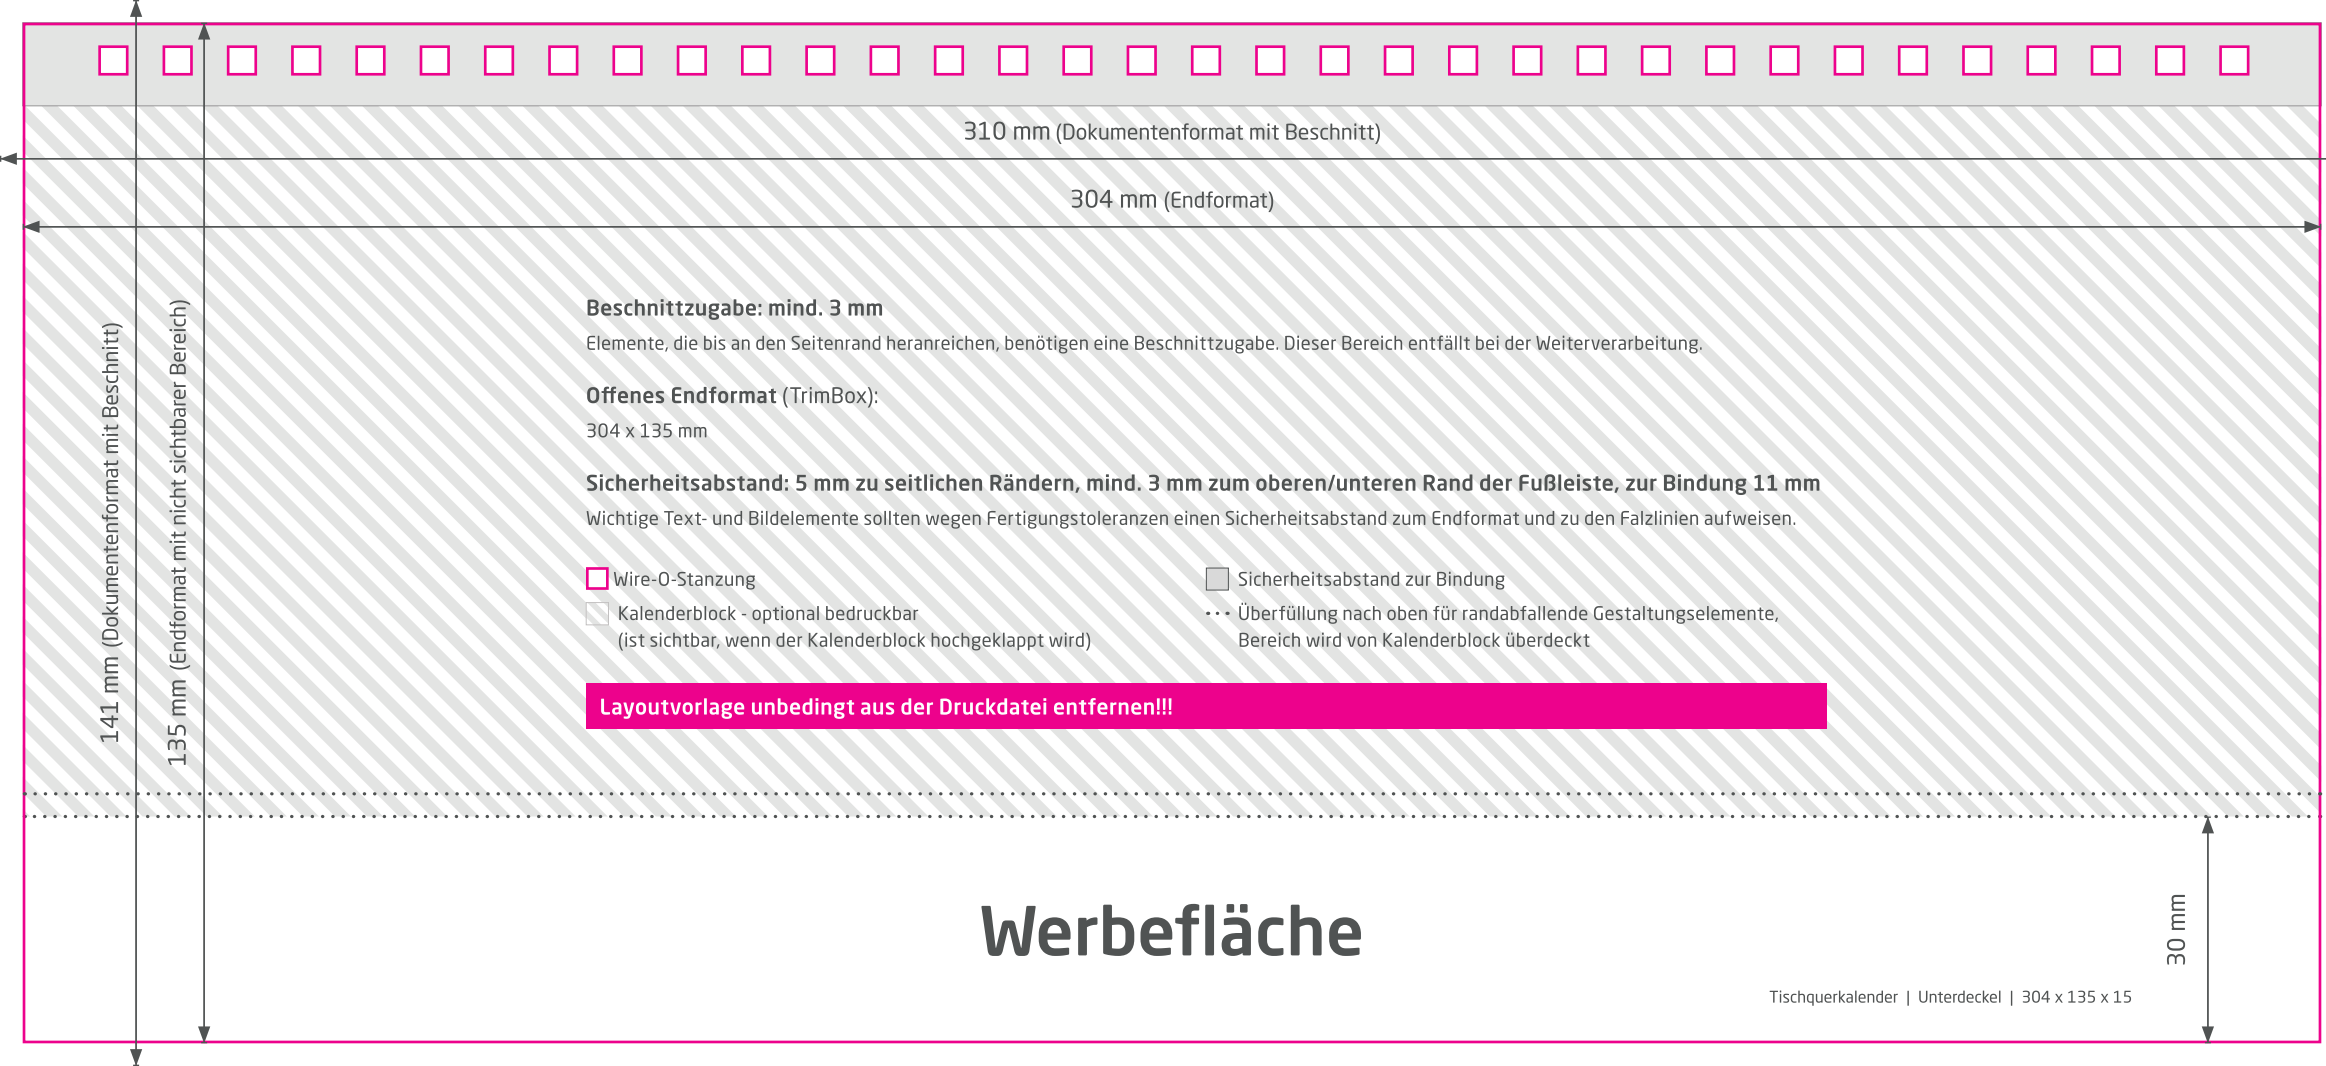 310 mm (Dokumentenformat mit Beschnitt)
304 mm (Endformat)
141 mm (Dokumentenformat mit Beschnitt)
135 mm (Endformat mit nicht sichtbarer Bereich)
Beschnittzugabe: mind. 3 mm
Elemente, die bis an den Seitenrand heranreichen, benötigen eine Beschnittzugabe. Dieser Bereich entfällt bei der Weiterverarbeitung.
Offenes Endformat (TrimBox):
304 x 135 mm
Sicherheitsabstand: 5 mm zu seitlichen Rändern, mind. 3 mm zum oberen/unteren Rand der Fußleiste, zur Bindung 11 mm
Wichtige Text- und Bildelemente sollten wegen Fertigungstoleranzen einen Sicherheitsabstand zum Endformat und zu den Falzlinien aufweisen.
Wire-O-Stanzung
Kalenderblock - optional bedruckbar
(ist sichtbar, wenn der Kalenderblock hochgeklappt wird)
Sicherheitsabstand zur Bindung
Überfüllung nach oben für randabfallende Gestaltungselemente,
Bereich wird von Kalenderblock überdeckt
Layoutvorlage unbedingt aus der Druckdatei entfernen!!!
Werbefläche
30 mm
Tischquerkalender | Unterdeckel | 304 x 135 x 15